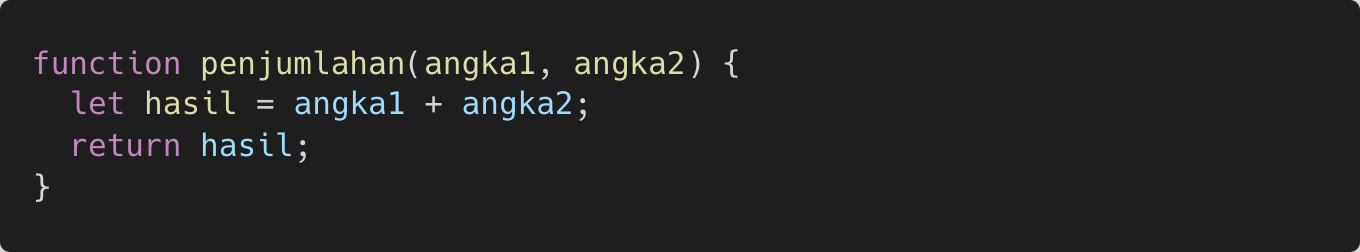 function penjumlahan(angka1, angka2) {
  let hasil = angka1 + angka2;
  return hasil;
}